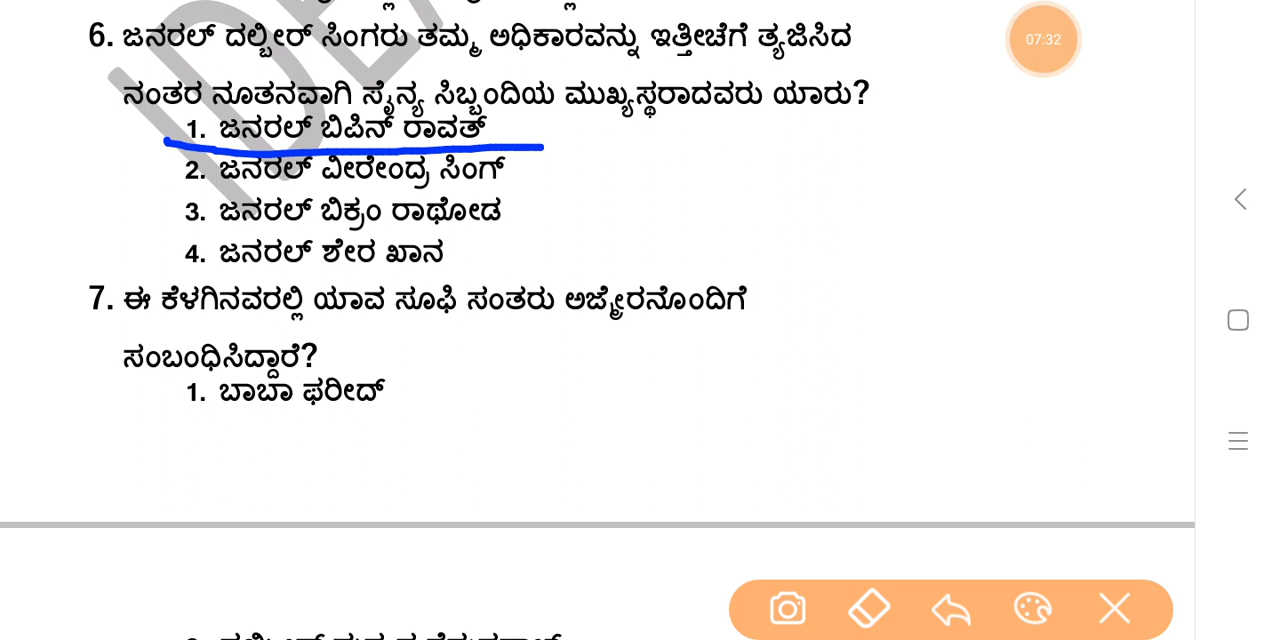 6. ಜನರಲ್ ದಲ್ಬೀರ್ ಸಿಂಗರು ತಮ್ಮ ಅಧಿಕಾರವನ್ನು ಇತ್ತೀಚೆಗೆ ತ್ಯಜಿಸಿದ
07:32
ನಂತರ ನೂತನವಾಗಿ ಸೈನ್ಯ ಸಿಬ್ಬಂದಿಯ ಮುಖ್ಯಸ್ಥರಾದವರು ಯಾರು?
1. ಜನರಲ್ ಬಿಪಿನ್ ರಾವತ್
2. ಜನರಲ್ ವೀರೇಂದ್ರ ಸಿಂಗ್
3. ಜನರಲ್ ಬಿಕ್ರಂ ರಾಥೋಡ
4. ಜನರಲ್ ಶೇರ ಖಾನ
7. ಈ ಕೆಳಗಿನವರಲ್ಲಿ ಯಾವ ಸೂಫಿ ಸಂತರು ಅಜ್ಮೇರನೊಂದಿಗೆ
ಸಂಬಂಧಿಸಿದ್ದಾರೆ?
1. ಬಾಬಾ ಫರೀದ್